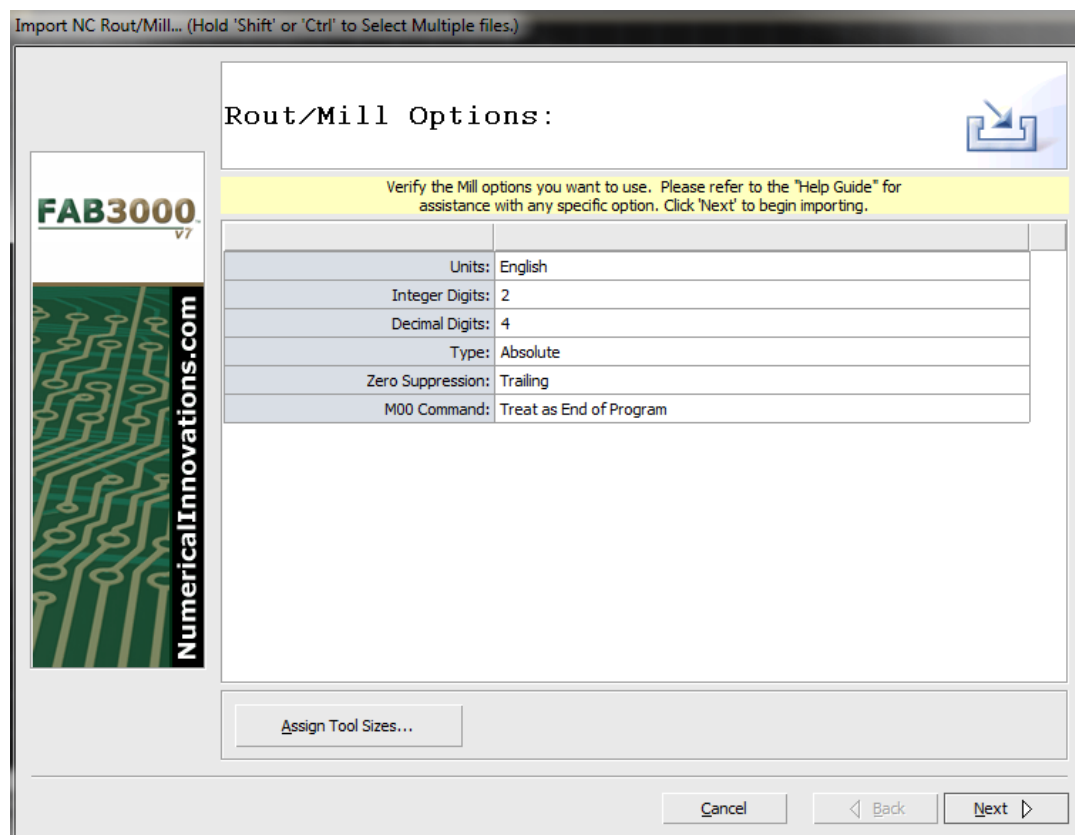 Import NC Rout/Mill... (Hold 'Shift' or 'Ctrl' to Select Multiple files.)
Rout/Mill Options:
Verify the Mill options you want to use. Please refer to the "Help Guide" for
assistance with any specific option. Click 'Next' to begin importing.
FAB3000
v7
NumericalInnovations.com
Units: English
Integer Digits: 2
Decimal Digits: 4
Type: Absolute
Zero Suppression: Trailing
M00 Command: Treat as End of Program
Assign Tool Sizes...
Cancel
Back
Next